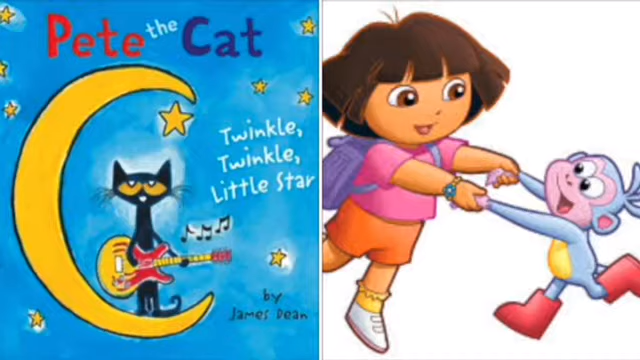 Pete the Cat
Twinkle,
Twinkle,
Little Star
by
James Dean